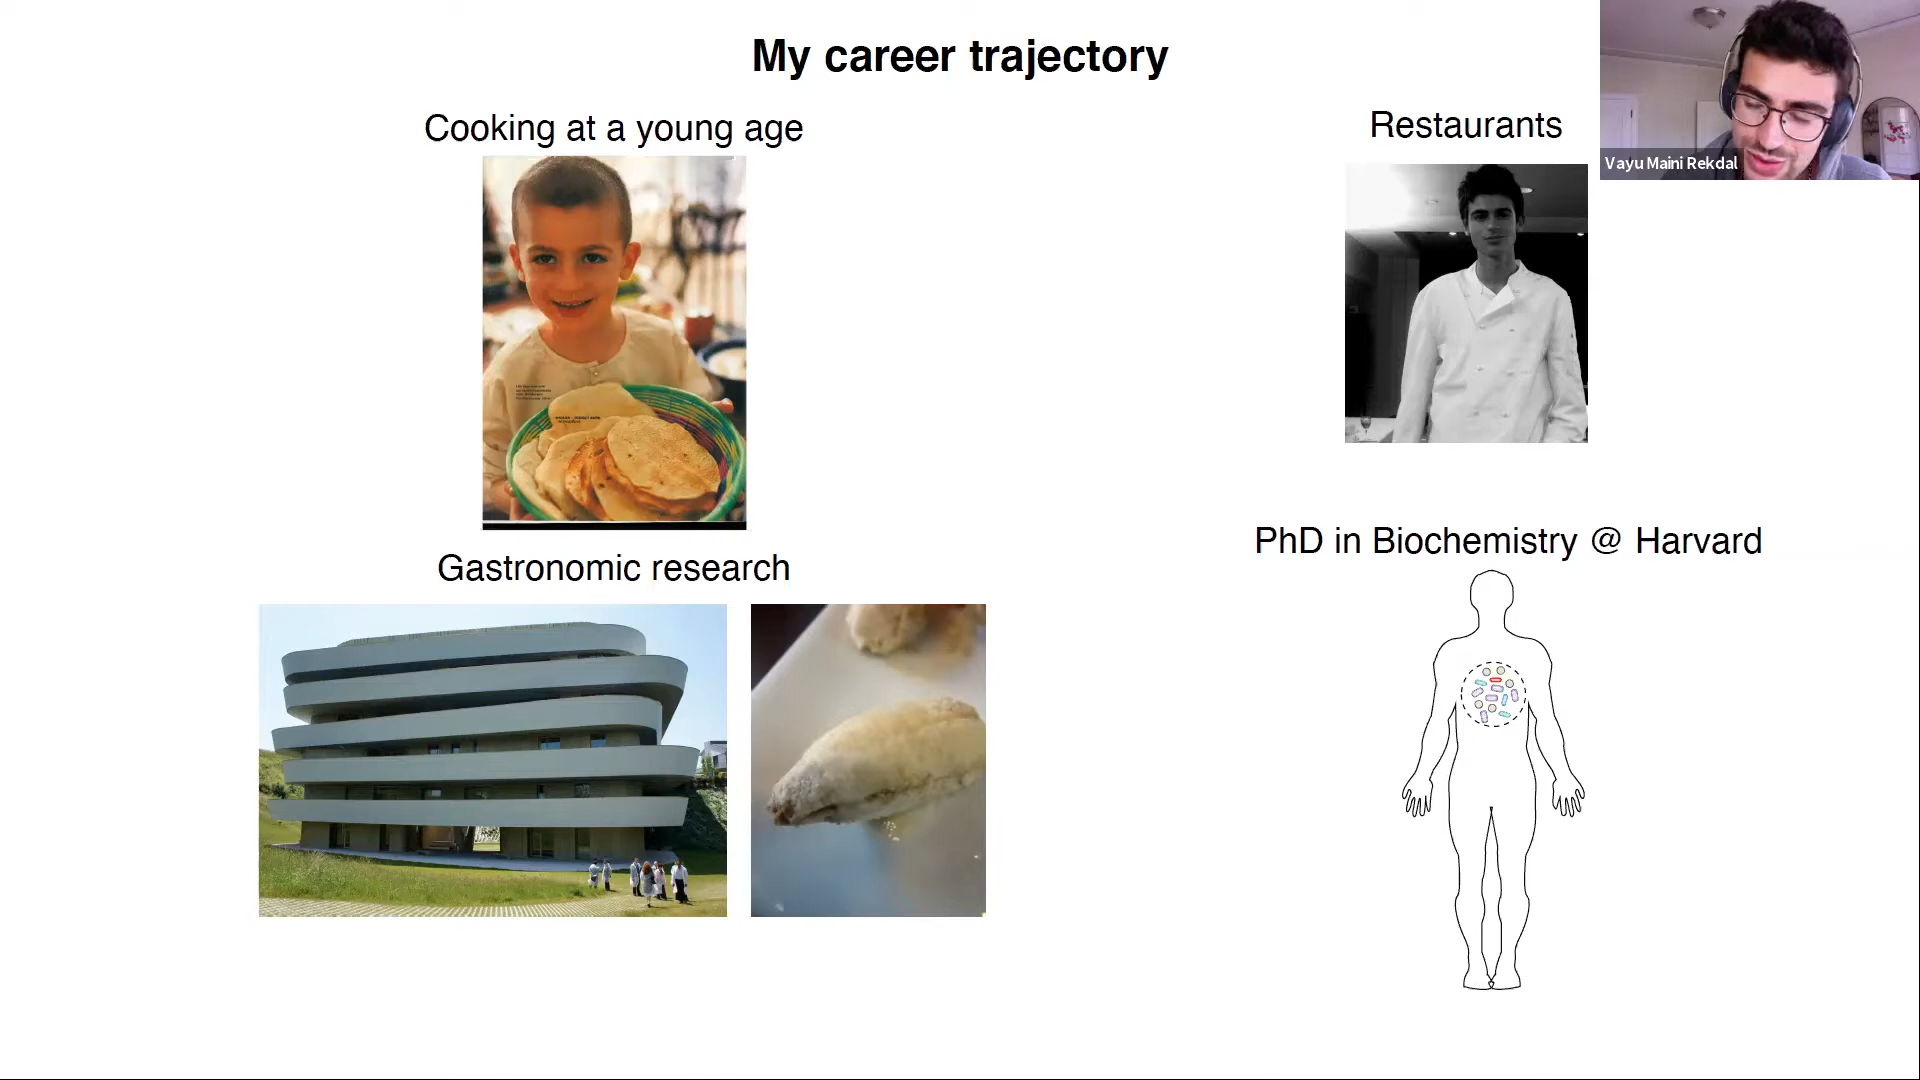 My career trajectory
Cooking at a young age
Restaurants
Vayu Maini Rekdal
Gastronomic research
PhD in Biochemistry @ Harvard